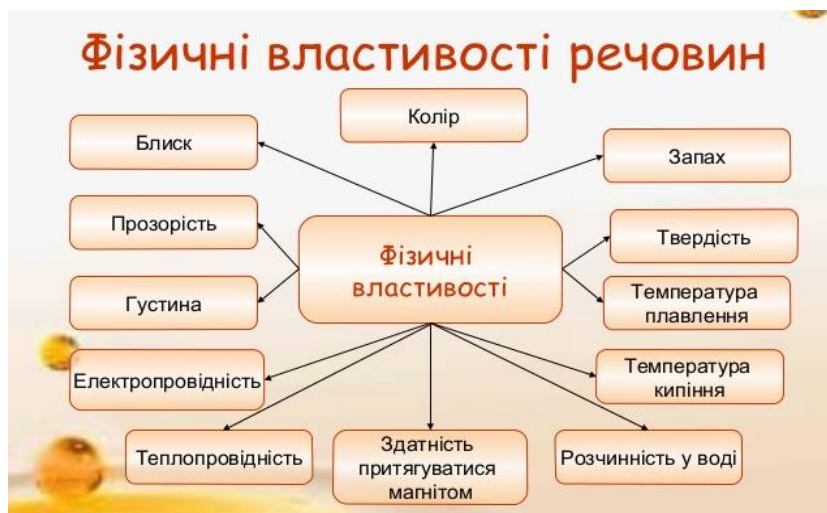 Фізичні властивості речовин
Колір
Блиск
Запах
Прозорість
Твердість
Фізичні
властивості
Густина
Температура
плавлення
Електропровідність
Температура
кипіння
Теплопровідність
Здатність
притягуватися
магнітом
Розчинність у воді